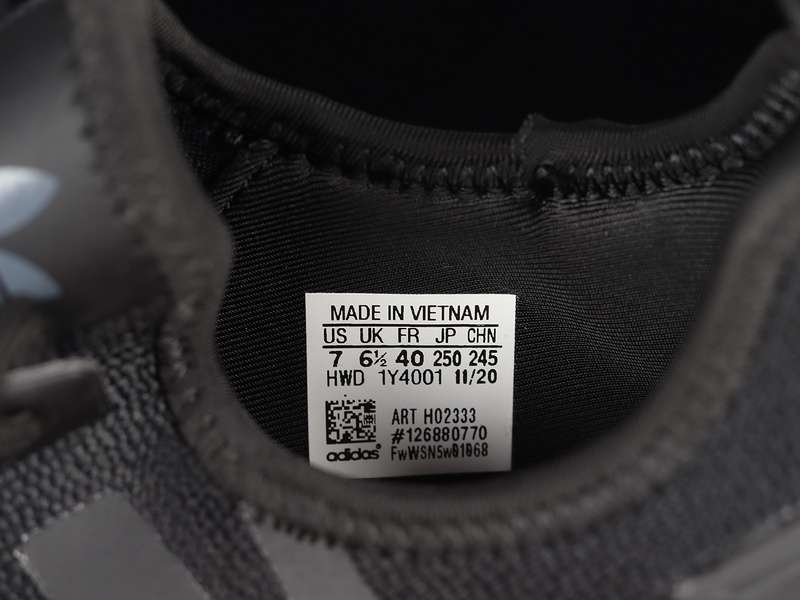 MADE IN VIETNAM
US UK FR JP CHN
7 6½ 40 250 245
HWD 1Y4001 11/20
ART H02333
#126880770
adidas® FwWSN5w01068